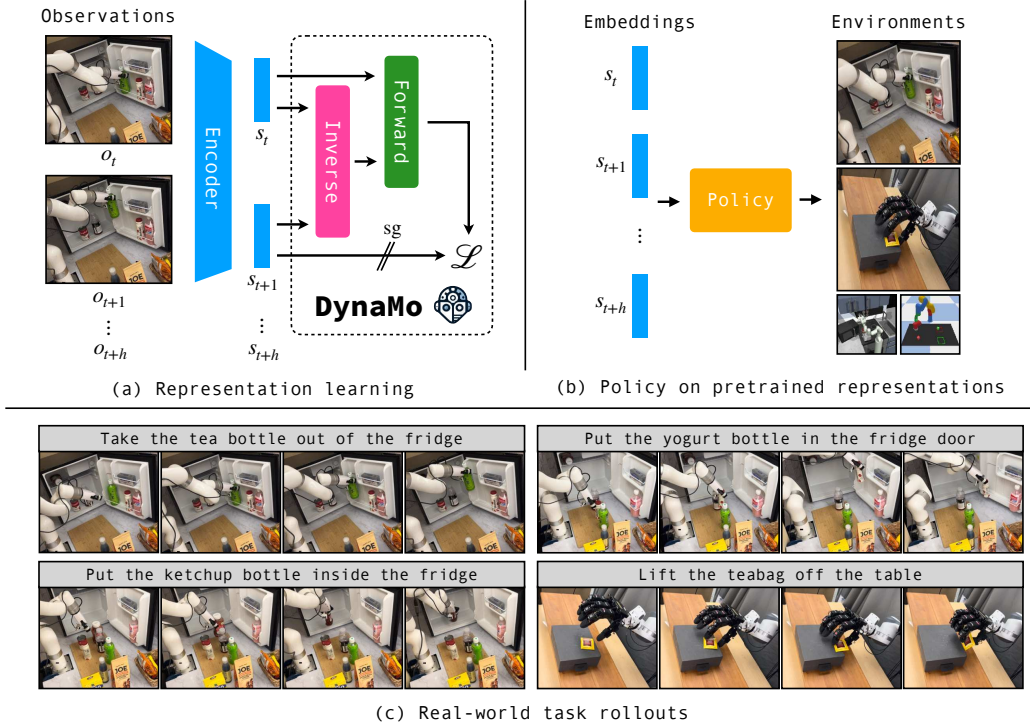 Observations
o_t
o_{t+1}
⋮
o_{t+h}
Encoder
s_t
s_{t+1}
⋮
s_{t+h}
Inverse
Forward
sg
ℒ
DynaMo
(a) Representation learning
Embeddings
Environments
s_t
s_{t+1}
⋮
s_{t+h}
Policy
(b) Policy on pretrained representations
Take the tea bottle out of the fridge
Put the yogurt bottle in the fridge door
Put the ketchup bottle inside the fridge
Lift the teabag off the table
JOE
(c) Real-world task rollouts